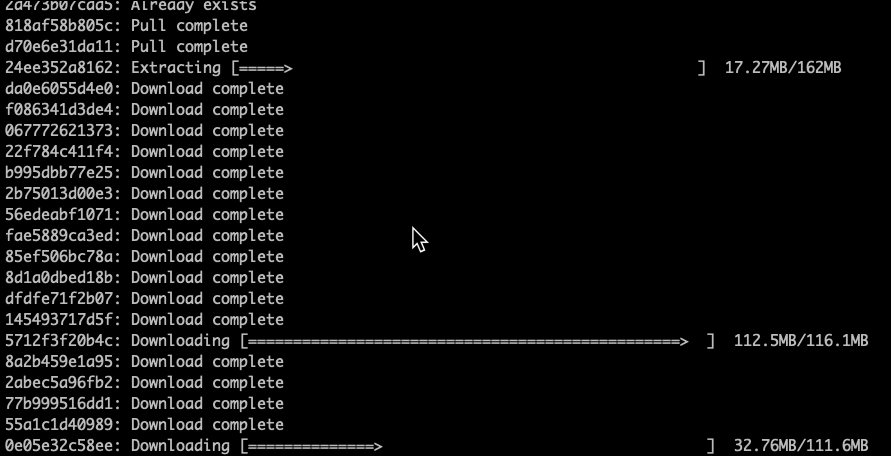 2a473b07cad5: Already exists
818af58b805c: Pull complete
d70e6e31da11: Pull complete
24ee352a8162: Extracting [=====>                                             ]  17.27MB/162MB
da0e6055d4e0: Download complete
f086341d3de4: Download complete
067772621373: Download complete
22f784c411f4: Download complete
b995dbb77e25: Download complete
2b75013d00e3: Download complete
56edeabf1071: Download complete
fae5889ca3ed: Download complete
85ef506bc78a: Download complete
8d1a0dbed18b: Download complete
dfdfe71f2b07: Download complete
145493717d5f: Download complete
5712f3f20b4c: Downloading [================================================>  ]  112.5MB/116.1MB
8a2b459e1a95: Download complete
2abec5a96fb2: Download complete
77b999516dd1: Download complete
55a1c1d40989: Download complete
0e05e32c58ee: Downloading [==============>                                    ]  32.76MB/111.6MB